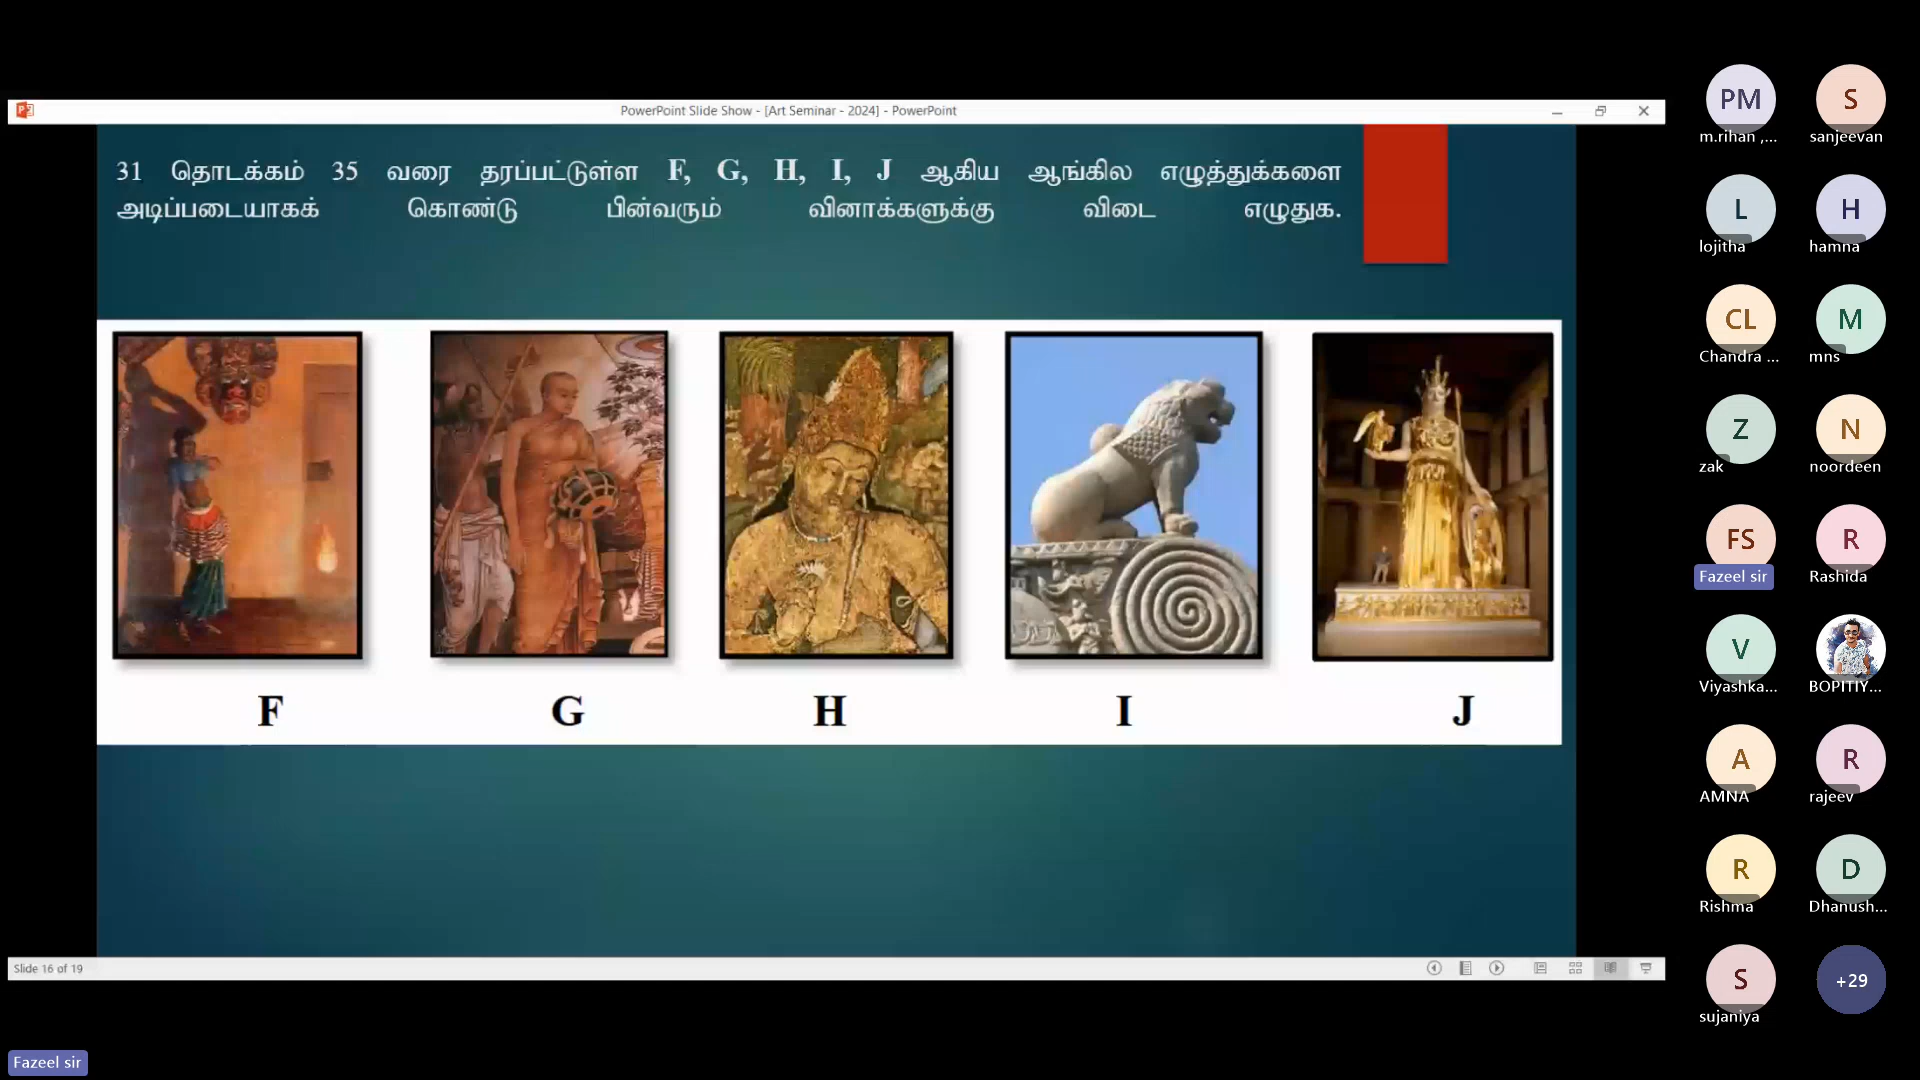 PowerPoint Slide Show - [Art Seminar - 2024] - PowerPoint
31 தொடக்கம் 35 வரை தரப்பட்டுள்ள F, G, H, I, J ஆகிய ஆங்கில எழுத்துக்களை
அடிப்படையாகக் கொண்டு பின்வரும் வினாக்களுக்கு விடை எழுதுக.
F G H I J
Slide 16 of 19
Fazeel sir
PM S
m.rihan ,... sanjeevan
L H
lojitha hamna
CL M
Chandra ... mns
Z N
zak noordeen
FS R
Fazeel sir Rashida
V
Viyashka... BOPITIY...
A R
AMNA rajeev
R D
Rishma Dhanush...
S +29
sujaniya